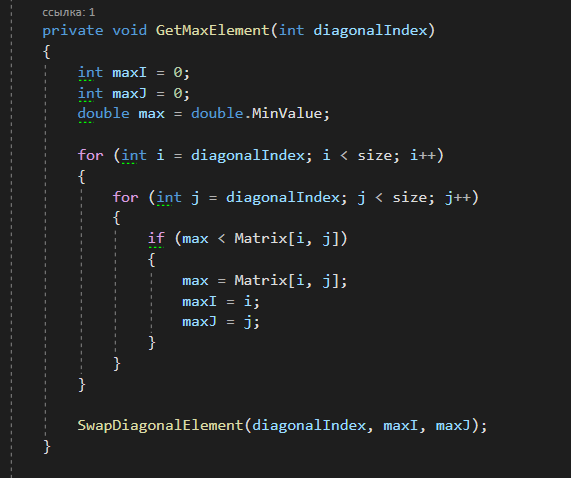 ссылка: 1
private void GetMaxElement(int diagonalIndex)
{
int maxI = 0;
int maxJ = 0;
double max = double.MinValue;
for (int i = diagonalIndex; i < size; i++)
{
for (int j = diagonalIndex; j < size; j++)
{
if (max < Matrix[i, j])
{
max = Matrix[i, j];
maxI = i;
maxJ = j;
}
}
}
SwapDiagonalElement(diagonalIndex, maxI, maxJ);
}